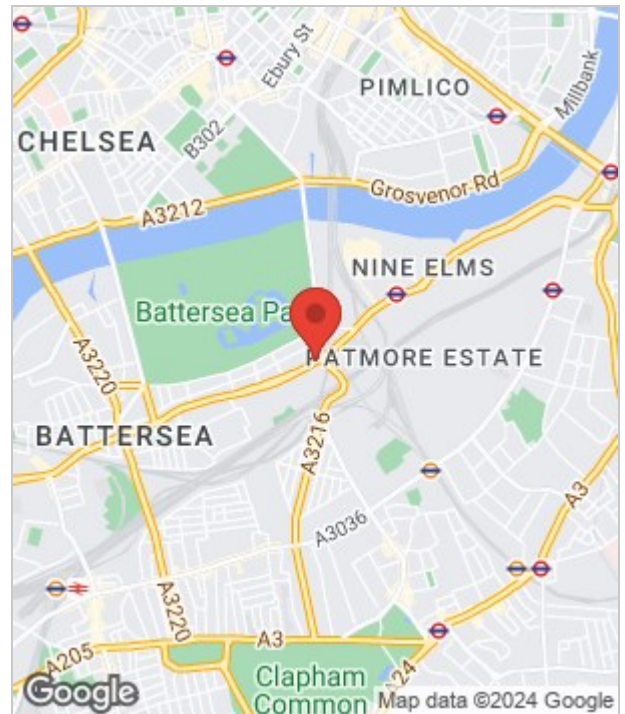 Ebury St
PIMLICO
Millbank
CHELSEA
B302
Grosvenor Rd
A3212
NINE ELMS
Battersea Pa
A3220
PATMORE ESTATE
BATTERSEA
A3216
A3
A3036
A3220
A205
A3
A24
Clapham
Common
Google
Map data ©2024 Google